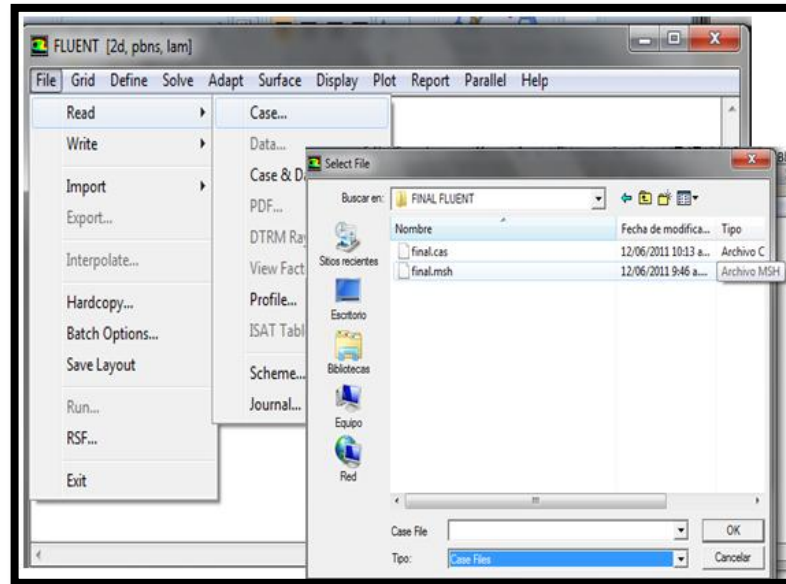 FLUENT [2d, pbns, lam]
File Grid Define Solve Adapt Surface Display Plot Report Parallel Help
Read
Write
Import
Export...
Interpolate...
Hardcopy...
Batch Options...
Save Layout
Run...
RSF...
Exit
Case...
Data...
Case & Da
PDF...
DTRM Ray
View Fact
Profile...
ISAT Tabl
Scheme...
Journal...
Select File
Buscar en: FINAL FLUENT
Nombre Fecha de modifica... Tipo
final.cas 12/06/2011 10:13 a... Archivo C
final.msh 12/06/2011 9:46 a.... Archivo MSH
Sitios recientes
Escritorio
Bibliotecas
Equipo
Red
Case File OK
Tipo: Case Files Cancelar